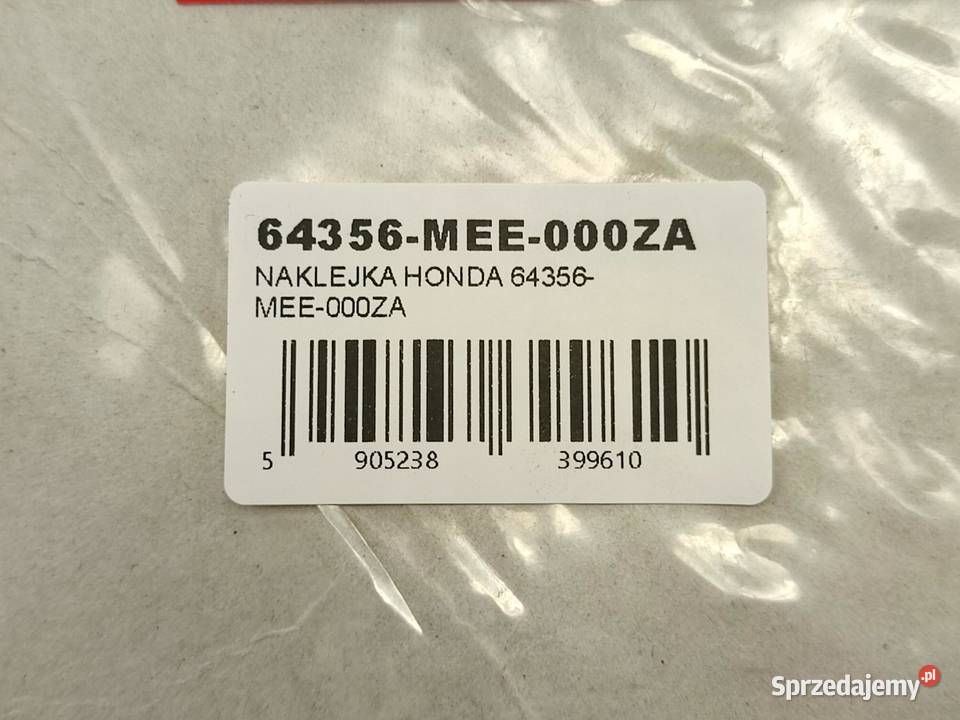 64356-MEE-000ZA
NAKLEJKA HONDA 64356-
MEE-000ZA
5 905238 399610
Sprzedajemy.pl